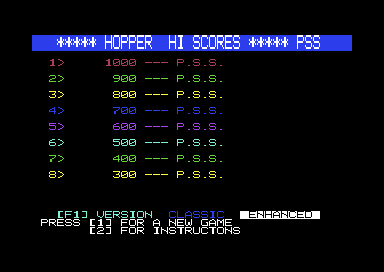 ***** HOPPER HI SCORES ***** PSS
1> 1000 --- P.S.S.
2> 900 --- P.S.S.
3> 800 --- P.S.S.
4> 700 --- P.S.S.
5> 600 --- P.S.S.
6> 500 --- P.S.S.
7> 400 --- P.S.S.
8> 300 --- P.S.S.
[F1] VERSION CLASSIC ENHANCED
PRESS [1] FOR A NEW GAME
[2] FOR INSTRUCTONS